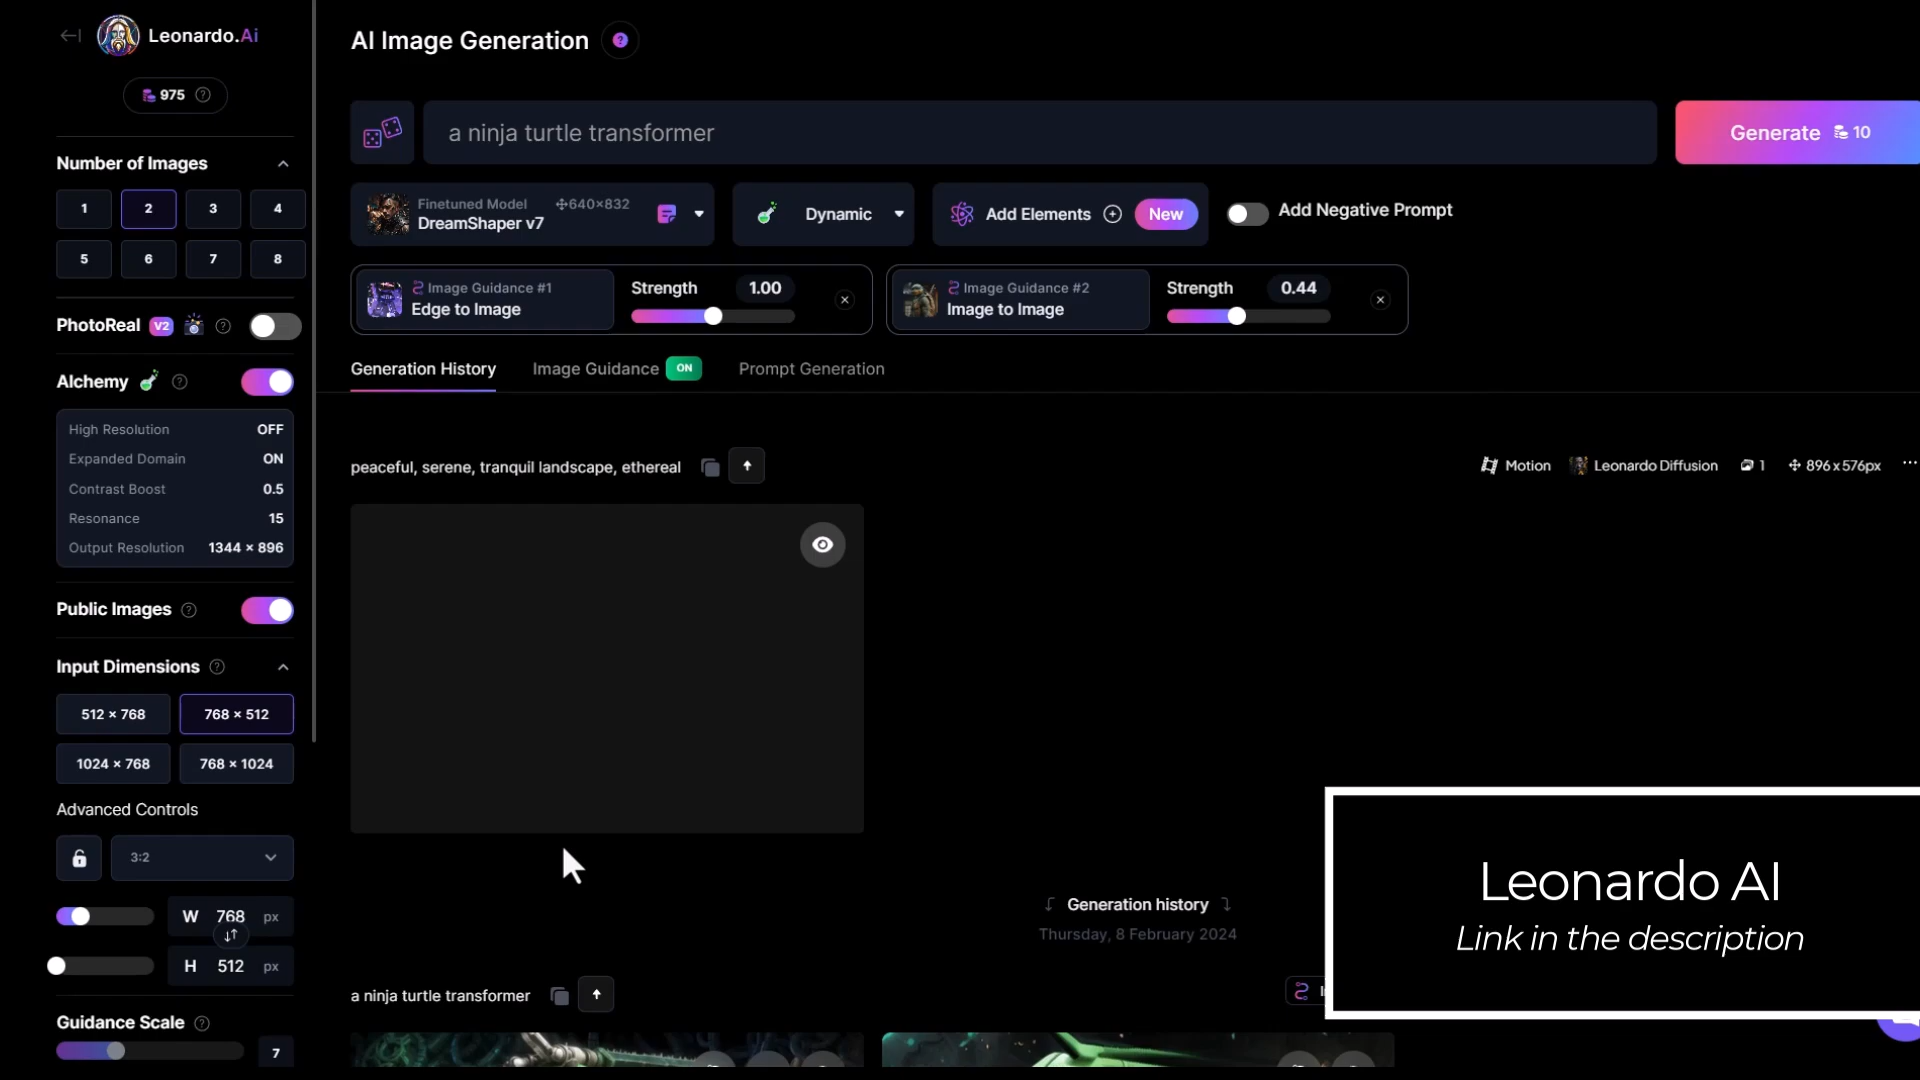 Leonardo.Ai
975
Number of Images
1 2 3 4
5 6 7 8
PhotoReal V2
Alchemy
High Resolution OFF
Expanded Domain ON
Contrast Boost 0.5
Resonance 15
Output Resolution 1344 × 896
Public Images
Input Dimensions
512 × 768 768 × 512
1024 × 768 768 × 1024
Advanced Controls
3:2
W 768 px
H 512 px
Guidance Scale
7
AI Image Generation
a ninja turtle transformer
Generate 10
Finetuned Model 640×832
DreamShaper v7
Dynamic
Add Elements New
Add Negative Prompt
Image Guidance #1
Edge to Image
Strength 1.00
Image Guidance #2
Image to Image
Strength 0.44
Generation History Image Guidance ON Prompt Generation
peaceful, serene, tranquil landscape, ethereal
Motion Leonardo Diffusion 1 896 x 576px
Generation history
Thursday, 8 February 2024
a ninja turtle transformer
Leonardo AI
Link in the description